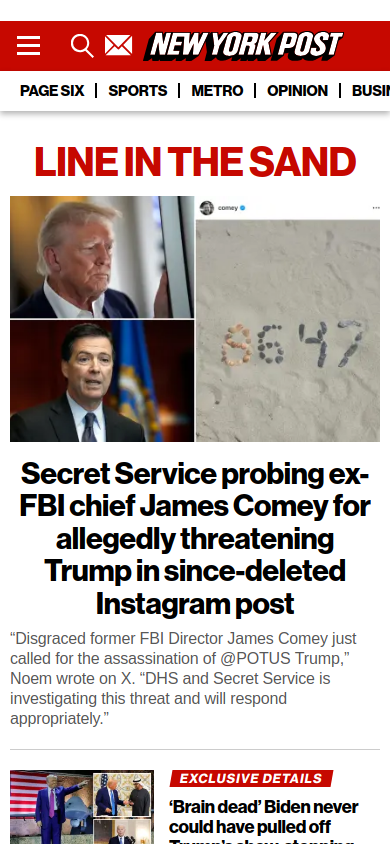 NEW YORK POST
PAGE SIX
SPORTS
METRO
OPINION
LINE IN THE SAND
comey
8647
Secret Service probing ex-
FBI chief James Comey for
allegedly threatening
Trump in since-deleted
Instagram post
“Disgraced former FBI Director James Comey just
called for the assassination of @POTUS Trump,”
Noem wrote on X. “DHS and Secret Service is
investigating this threat and will respond
appropriately.”
EXCLUSIVE DETAILS
‘Brain dead’ Biden never
could have pulled off
Trump’s show-stopping